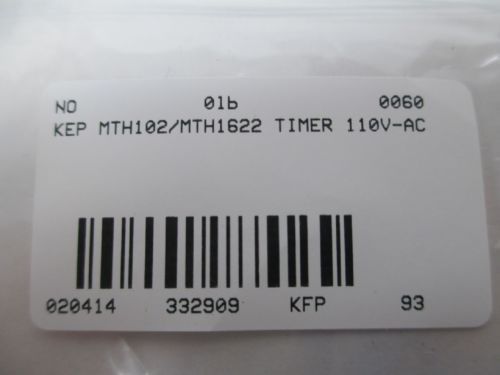 NO 01b 0060
KEP MTH102/MTH1622 TIMER 110V-AC
020414 332909 KFP 93